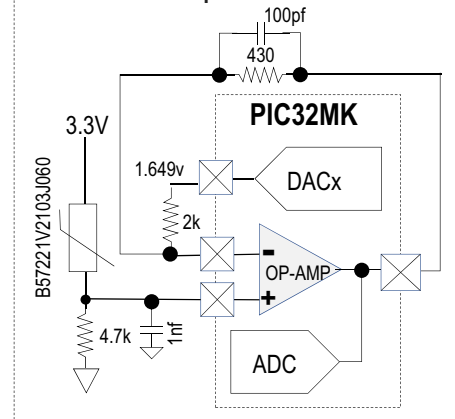 100pf
430
PIC32MK
3.3V
1.649v
DACx
B57221V2103J060
2k
-
OP-AMP
+
4.7k
1nf
ADC